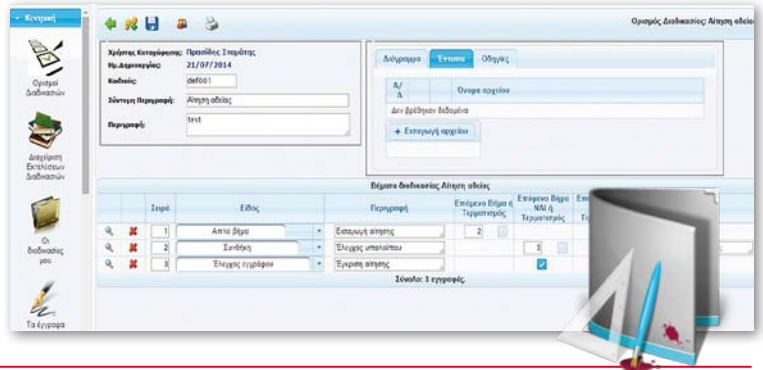 Κεντρική
Ορισμός Διαδικασίας: Αίτηση
Χρήστης Καταχώρησης: Πρασίδης Σταμάτης
Ημ.Δημιουργίας: 21/07/2014
Κωδικός: def001
Σύντομη Περιγραφή: Αίτηση αδείας
Περιγραφή: test
Διάγραμμα Έντυπα Οδηγίες
Α/Α Όνομα αρχείου
Δεν βρέθηκαν δεδομένα
+ Εισαγωγή αρχείου
Ορισμοί
Διαδικασιών
Διαχείριση
Εκτελέσεων
Διαδικασιών
Οι
διαδικασίες
μου
Τα έγγραφα
Βήματα διαδικασίας Αίτηση αδείας
Σειρά Είδος Περιγραφή Επόμενο Βήμα ή Τερματισμός Επόμενο Βήμα ΝΑΙ ή Τερματισμός
1 Απλό βήμα Εισαγωγή αίτησης 2
2 Συνθήκη Έλεγχος υπολοίπου 3
3 Έλεγχος εγγράφου Έγκριση αίτησης
Σύνολο: 3 εγγραφές.